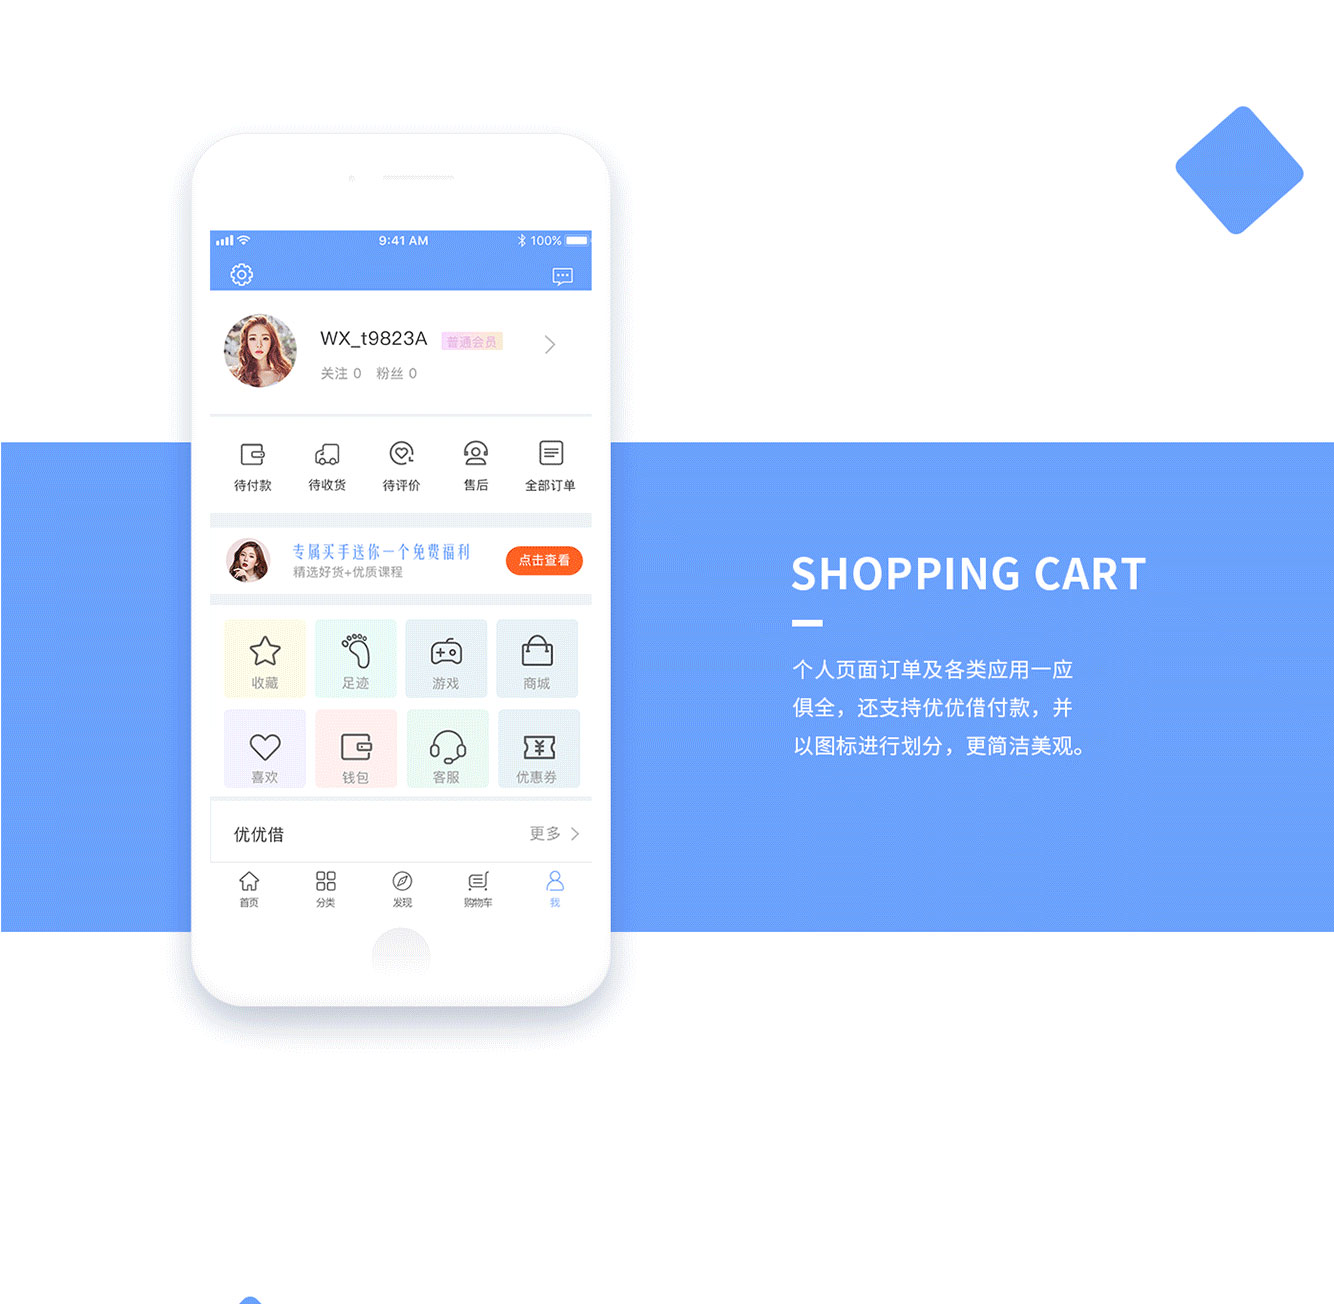 9:41 AM
100%
WX_t9823A 普通会员
关注 0 粉丝 0
待付款 待收货 待评价 售后 全部订单
专属买手送你一个免费福利
精选好货+优质课程
点击查看
收藏 足迹 游戏 商城
喜欢 钱包 客服 优惠券
优优借 更多
首页 分类 发现 购物车 我
SHOPPING CART
个人页面订单及各类应用一应
俱全，还支持优优借付款，并
以图标进行划分，更简洁美观。